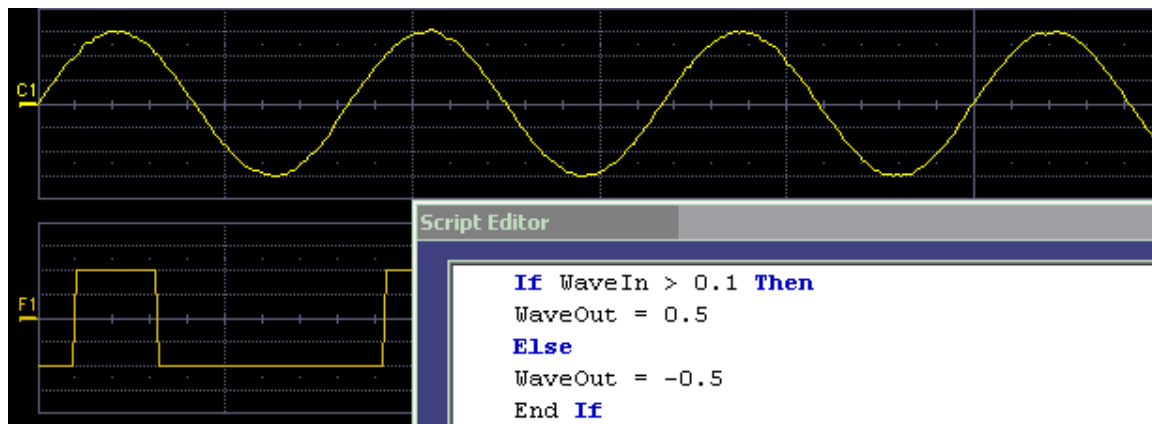 C1
F1
Script Editor
If WaveIn > 0.1 Then
WaveOut = 0.5
Else
WaveOut = -0.5
End If